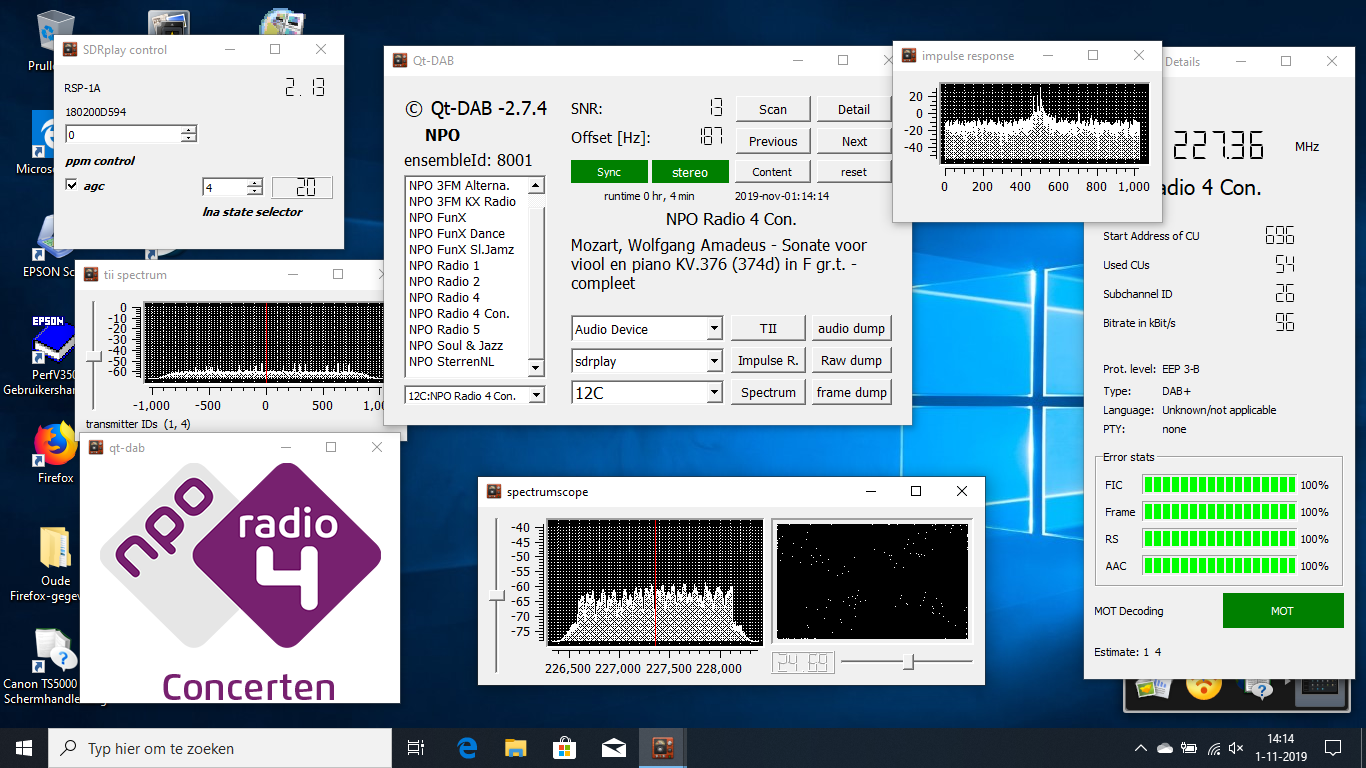 Prull
Microso
EPSON Sc
EPSON
PerfV350
Gebruikershan
Firefox
Oude
Firefox-gegev
Canon TS5000
Schermhandle
SDRplay control
RSP-1A
2.13
180200D594
0
ppm control
agc
4
20
lna state selector
tii spectrum
0
-10
-20
-30
-40
-50
-60
-1,000 -500 0 500 1,0
transmitter IDs (1, 4)
qt-dab
npo
radio
4
Concerten
Qt-DAB
© Qt-DAB -2.7.4
NPO
ensembleId: 8001
NPO 3FM Alterna.
NPO 3FM KX Radio
NPO FunX
NPO FunX Dance
NPO FunX Sl.Jamz
NPO Radio 1
NPO Radio 2
NPO Radio 4
NPO Radio 4 Con.
NPO Radio 5
NPO Soul & Jazz
NPO SterrenNL
12C:NPO Radio 4 Con.
SNR: 13 Scan Detail
Offset [Hz]: 187 Previous Next
Sync stereo Content reset
runtime 0 hr, 4 min 2019-nov-01:14:14
NPO Radio 4 Con.
Mozart, Wolfgang Amadeus - Sonate voor
viool en piano KV.376 (374d) in F gr.t. -
compleet
Audio Device TII audio dump
sdrplay Impulse R. Raw dump
12C Spectrum frame dump
impulse response
20
0
-20
-40
0 200 400 600 800 1,000
spectrumscope
-40
-45
-50
-55
-60
-65
-70
-75
226,500 227,000 227,500 228,000
24.69
Details
227.36 MHz
adio 4 Con.
Start Address of CU 696
Used CUs 54
Subchannel ID 26
Bitrate in kBit/s 96
Prot. level: EEP 3-B
Type: DAB+
Language: Unknown/not applicable
PTY: none
Error stats
FIC 100%
Frame 100%
RS 100%
AAC 100%
MOT Decoding MOT
Estimate: 1 4
Typ hier om te zoeken
14:14
1-11-2019